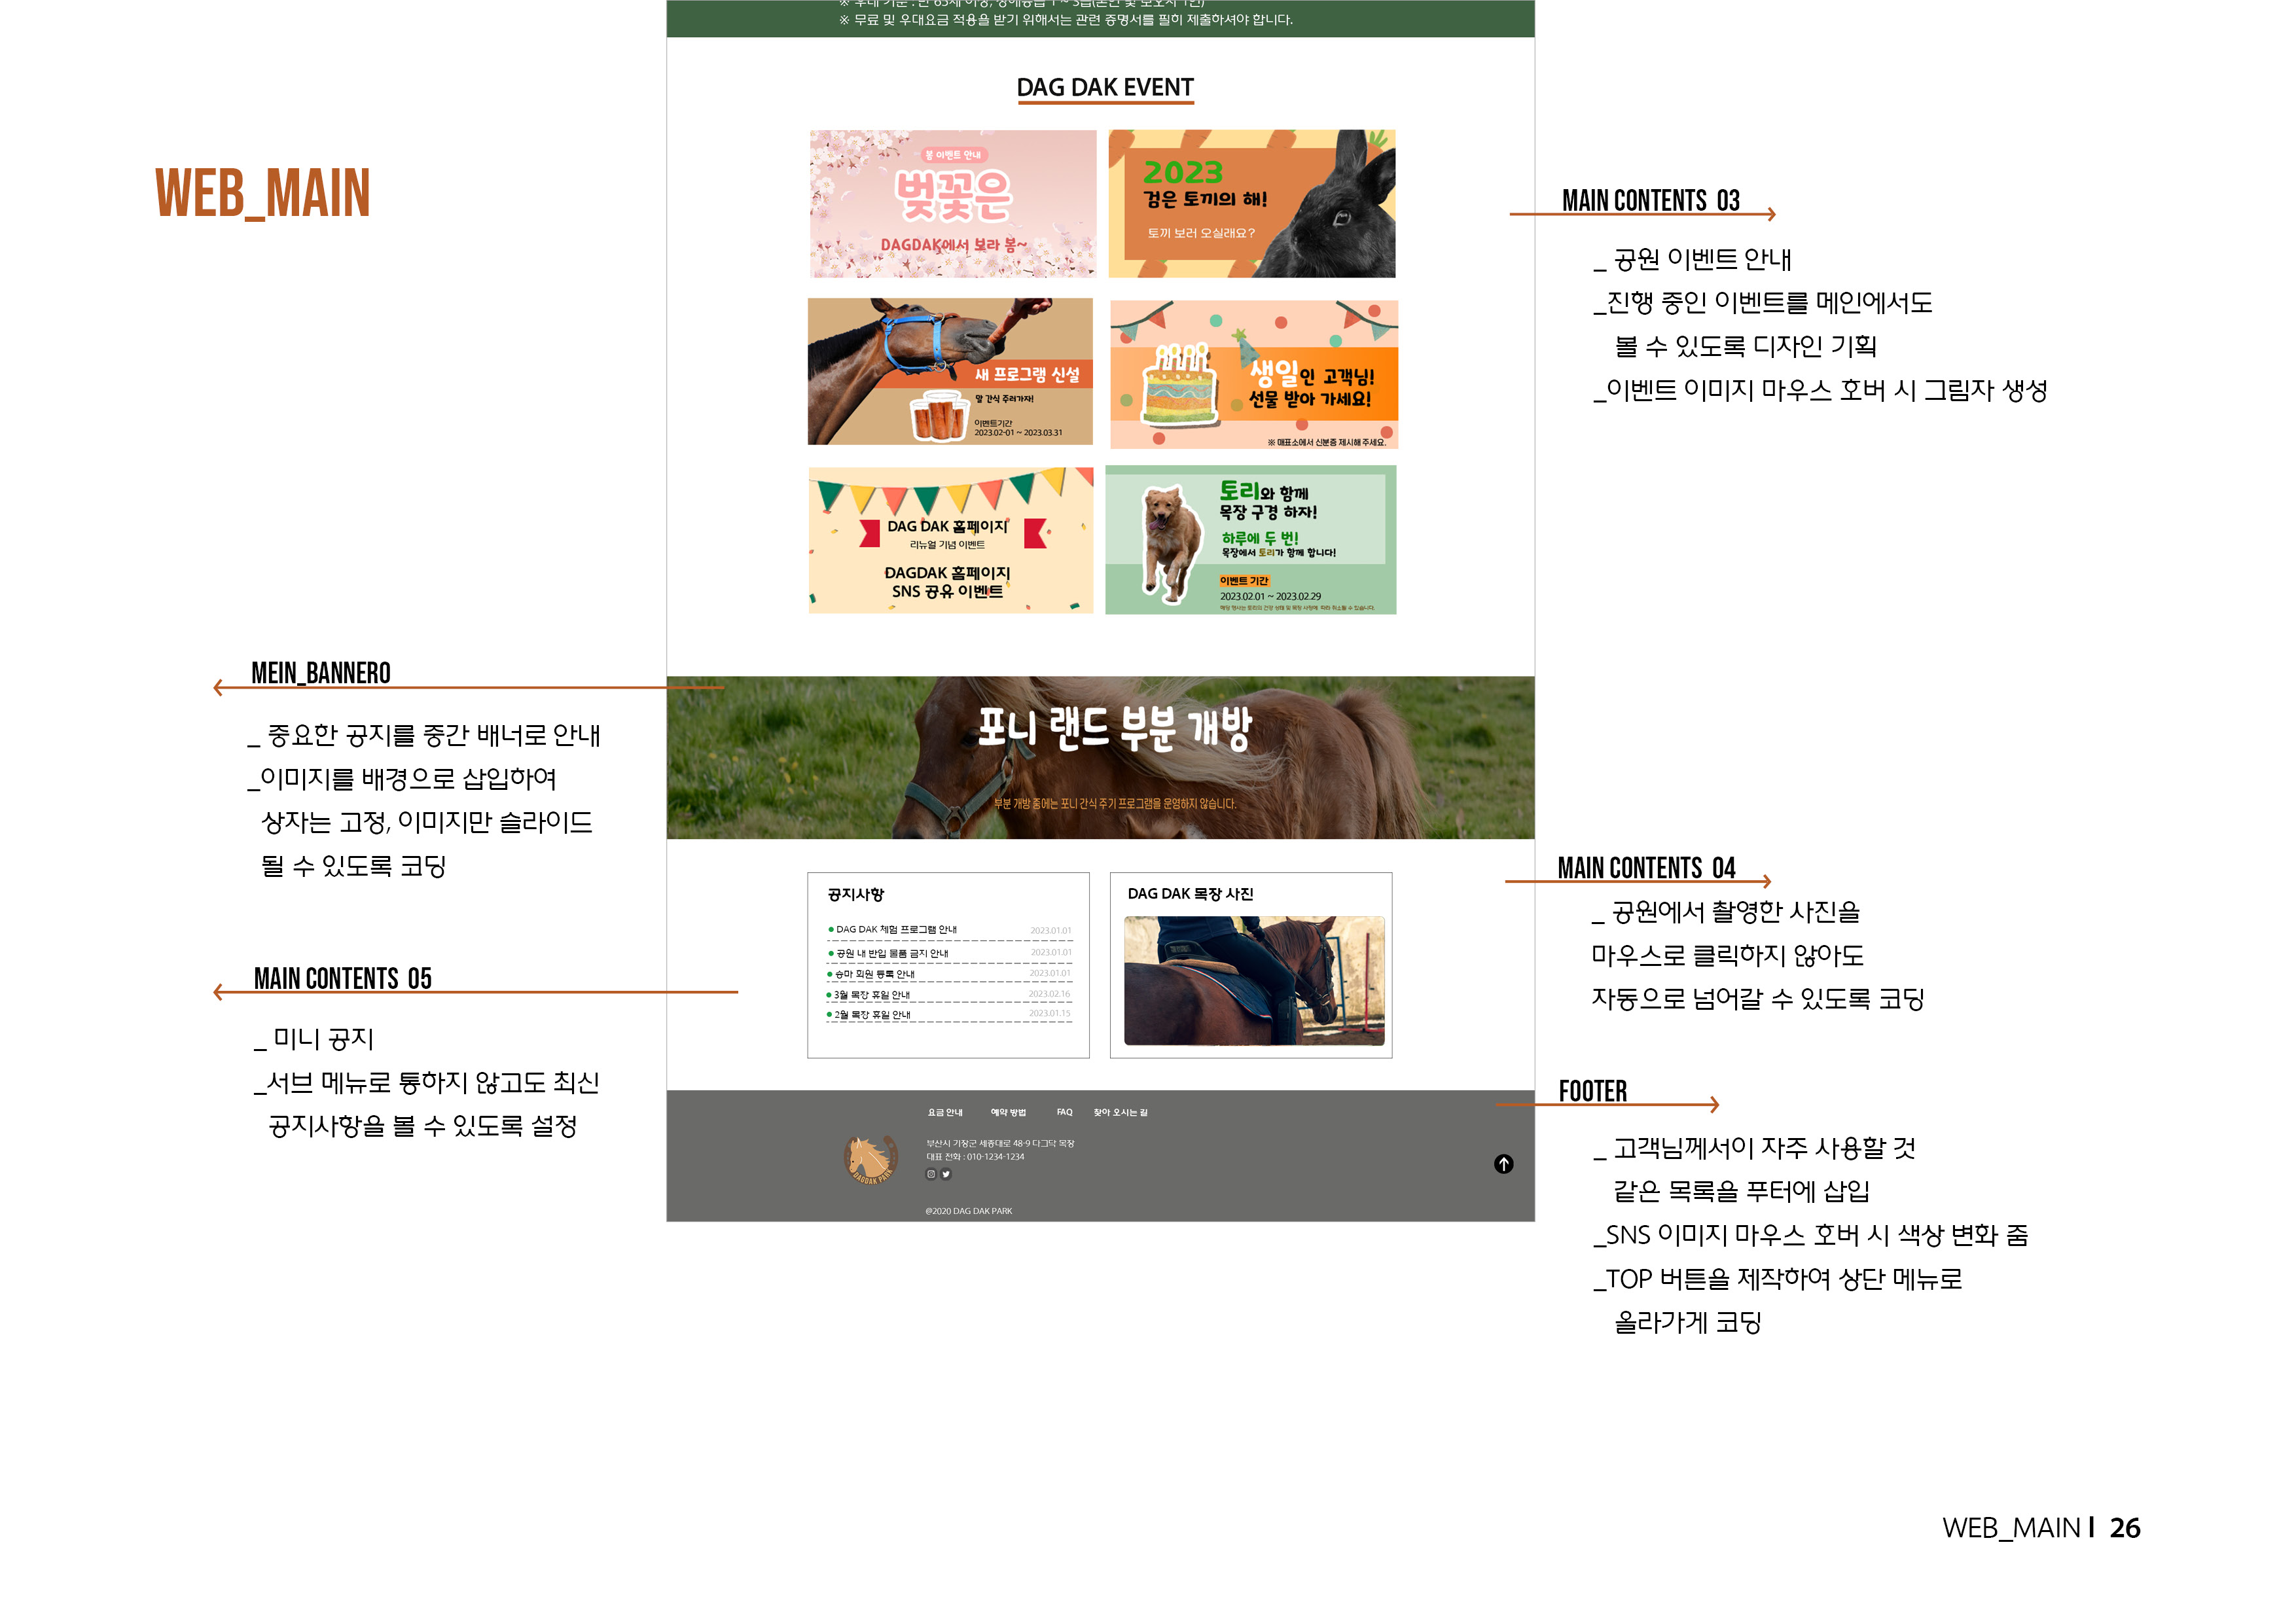 ※ 우대 기준 : 만 65세 이상, 장애등급 1 ~ 3급(본인 및 보호자 1인)
※ 무료 및 우대요금 적용을 받기 위해서는 관련 증명서를 필히 제출하셔야 합니다.
DAG DAK EVENT
WEB_MAIN
봄 이벤트 안내
벚꽃은
DAGDAK에서 보라 봄~
2023
검은 토끼의 해!
토끼 보러 오실래요?
새 프로그램 신설
말 간식 주러가자!
이벤트기간
2023.02-01 ~ 2023.03.31
생일인 고객님!
선물 받아 가세요!
※ 매표소에서 신분증 제시해 주세요.
DAG DAK 홈페이지
리뉴얼 기념 이벤트
DAGDAK 홈페이지
SNS 공유 이벤트
토리와 함께
목장 구경 하자!
하루에 두 번!
목장에서 토리가 함께 합니다!
이벤트 기간
2023.02.01 ~ 2023.02.29
해당 행사는 토리의 건강 상태 및 목장 사정에 따라 취소될 수 있습니다.
MAIN CONTENTS 03
_ 공원 이벤트 안내
_진행 중인 이벤트를 메인에서도
볼 수 있도록 디자인 기획
_이벤트 이미지 마우스 호버 시 그림자 생성
MEIN_BANNER0
_ 중요한 공지를 중간 배너로 안내
_이미지를 배경으로 삽입하여
상자는 고정, 이미지만 슬라이드
될 수 있도록 코딩
포니 랜드 부분 개방
부분 개방 중에는 포니 간식 주기 프로그램을 운영하지 않습니다.
MAIN CONTENTS 04
_ 공원에서 촬영한 사진을
마우스로 클릭하지 않아도
자동으로 넘어갈 수 있도록 코딩
공지사항
DAG DAK 체험 프로그램 안내 2023.01.01
공원 내 반입 물품 금지 안내 2023.01.01
승마 회원 등록 안내 2023.01.01
3월 목장 휴일 안내 2023.02.16
2월 목장 휴일 안내 2023.01.15
DAG DAK 목장 사진
MAIN CONTENTS 05
_ 미니 공지
_서브 메뉴로 통하지 않고도 최신
공지사항을 볼 수 있도록 설정
FOOTER
_ 고객님께서이 자주 사용할 것
같은 목록을 푸터에 삽입
_SNS 이미지 마우스 호버 시 색상 변화 줌
_TOP 버튼을 제작하여 상단 메뉴로
올라가게 코딩
요금 안내 예약 방법 FAQ 찾아 오시는 길
부산시 기장군 세종대로 48-9 다그닥 목장
대표 전화 : 010-1234-1234
DAGDAK PARK
@2020 DAG DAK PARK
WEB_MAIN | 26